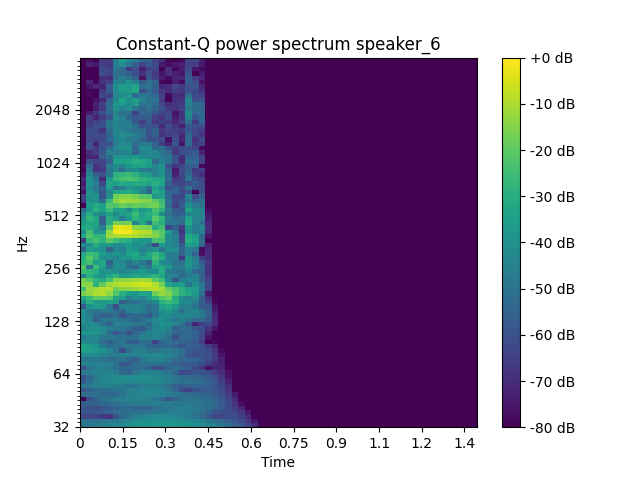 Constant-Q power spectrum speaker_6
Hz
2048
1024
512
256
128
64
32
0 0.15 0.3 0.45 0.6 0.75 0.9 1.1 1.2 1.4
Time
+0 dB
-10 dB
-20 dB
-30 dB
-40 dB
-50 dB
-60 dB
-70 dB
-80 dB